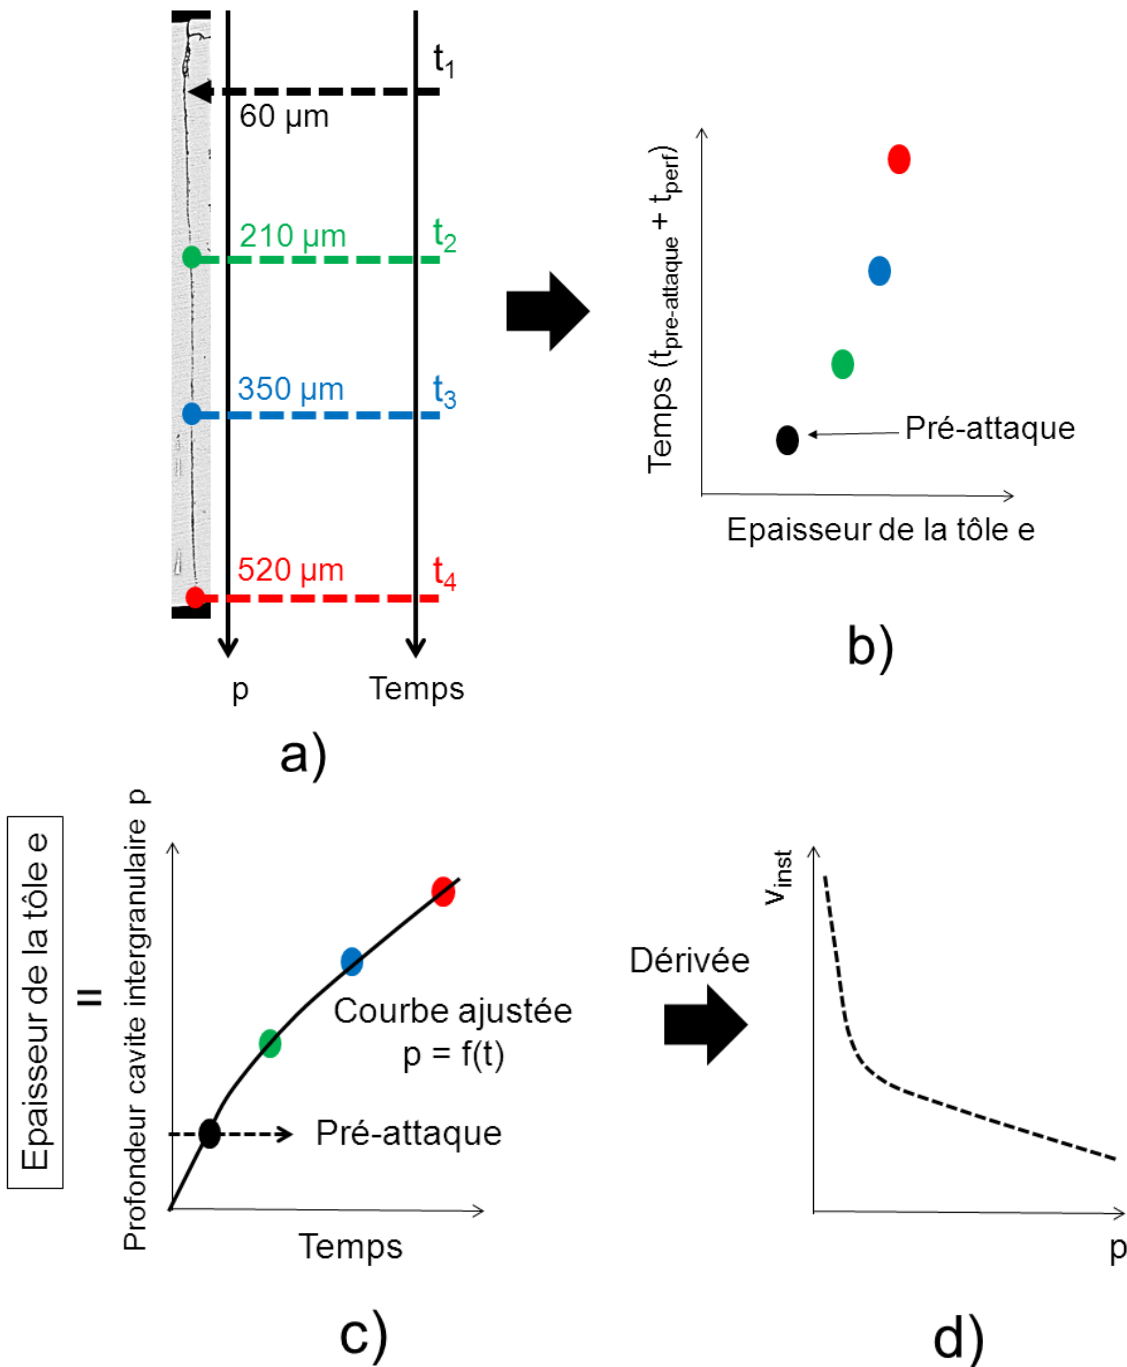 t1
60 µm
210 µm
t2
350 µm
t3
520 µm
t4
p
Temps
a)
Temps (tpre-attaque + tperf)
Pré-attaque
Epaisseur de la tôle e
b)
Epaisseur de la tôle e
=
Profondeur cavite intergranulaire p
Courbe ajustée
p = f(t)
Pré-attaque
Temps
c)
Dérivée
vinst
p
d)